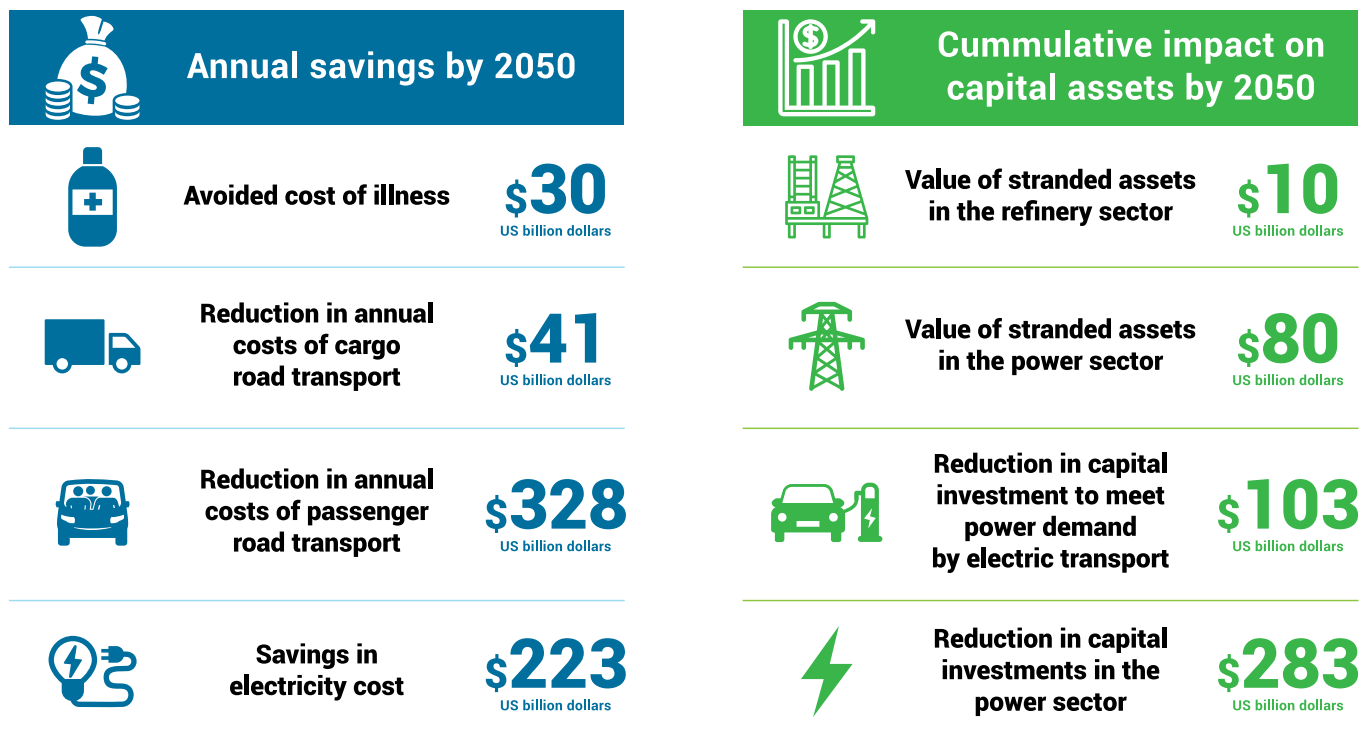 Annual savings by 2050
Avoided cost of illness
$30
US billion dollars
Reduction in annual
costs of cargo
road transport
$41
US billion dollars
Reduction in annual
costs of passenger
road transport
$328
US billion dollars
Savings in
electricity cost
$223
US billion dollars
Cummulative impact on
capital assets by 2050
Value of stranded assets
in the refinery sector
$10
US billion dollars
Value of stranded assets
in the power sector
$80
US billion dollars
Reduction in capital
investment to meet
power demand
by electric transport
$103
US billion dollars
Reduction in capital
investments in the
power sector
$283
US billion dollars